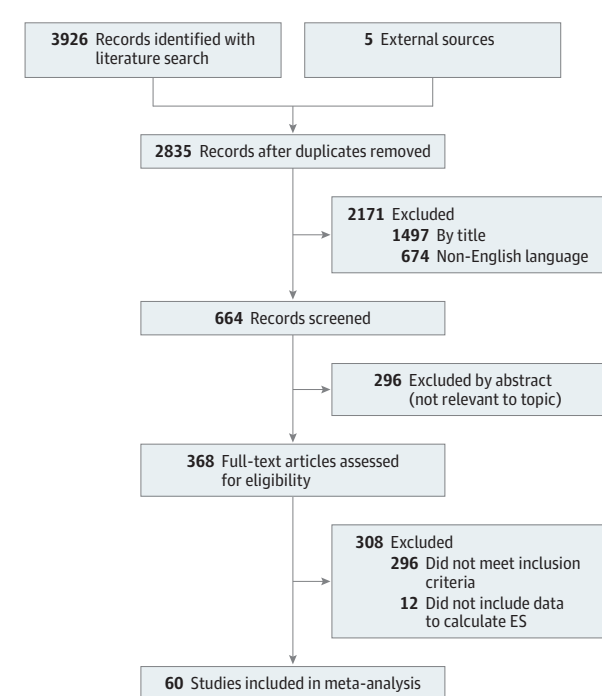 3926 Records identified with
literature search
5 External sources
2835 Records after duplicates removed
2171 Excluded
1497 By title
674 Non-English language
664 Records screened
296 Excluded by abstract
(not relevant to topic)
368 Full-text articles assessed
for eligibility
308 Excluded
296 Did not meet inclusion
criteria
12 Did not include data
to calculate ES
60 Studies included in meta-analysis